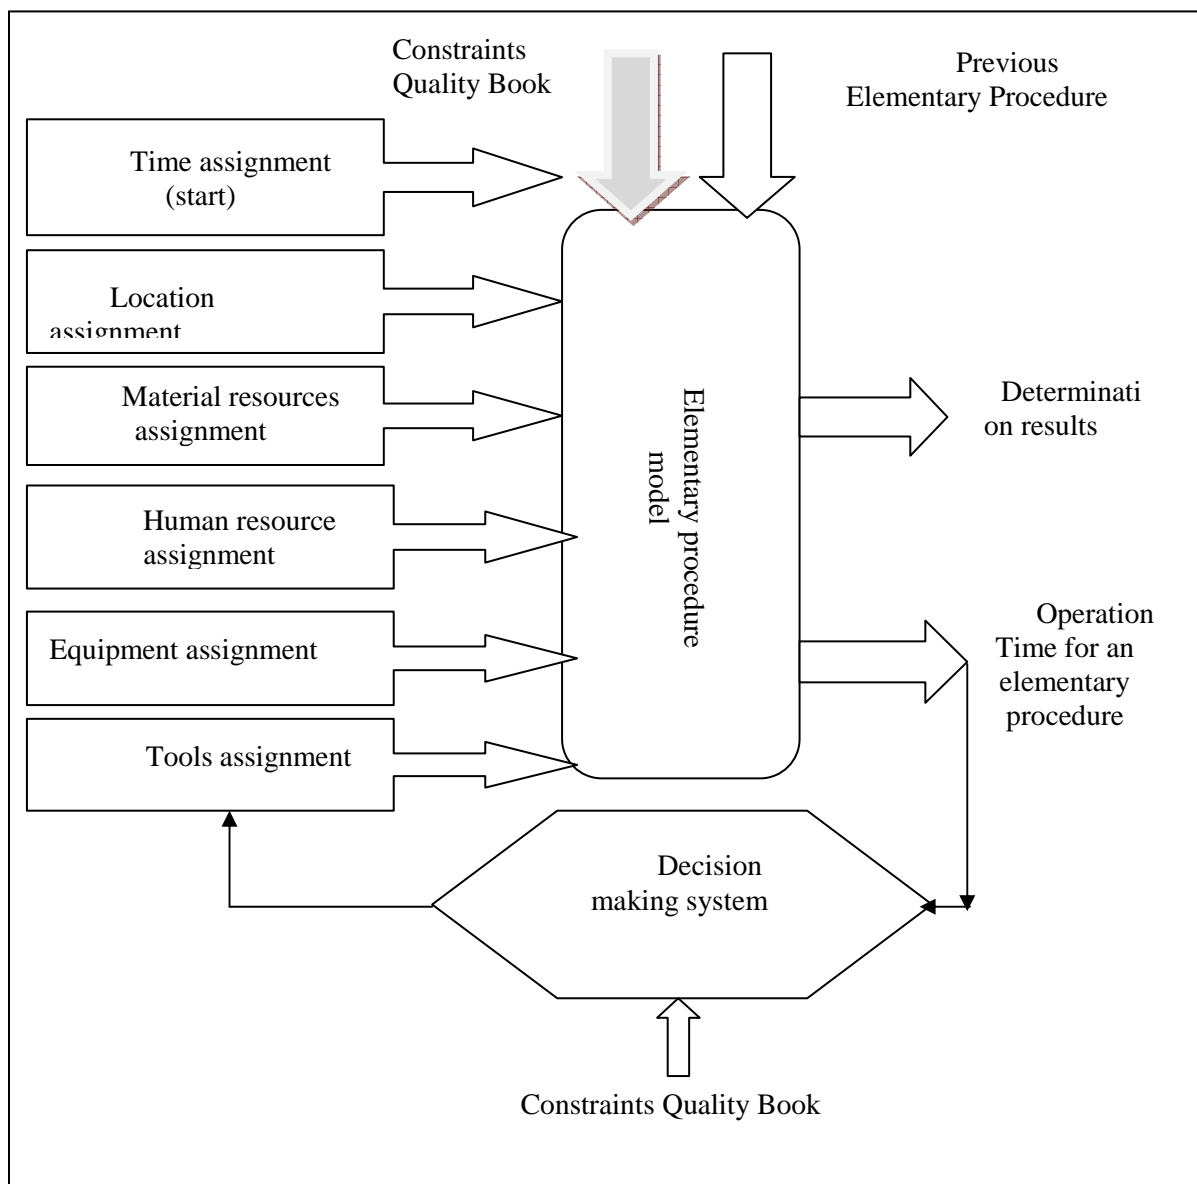 Constraints
Quality Book
Previous
Elementary Procedure
Time assignment
(start)
Location
assignment
Material resources
assignment
Human resource
assignment
Equipment assignment
Tools assignment
Elementary procedure
model
Determinati
on results
Operation
Time for an
elementary
procedure
Decision
making system
Constraints Quality Book